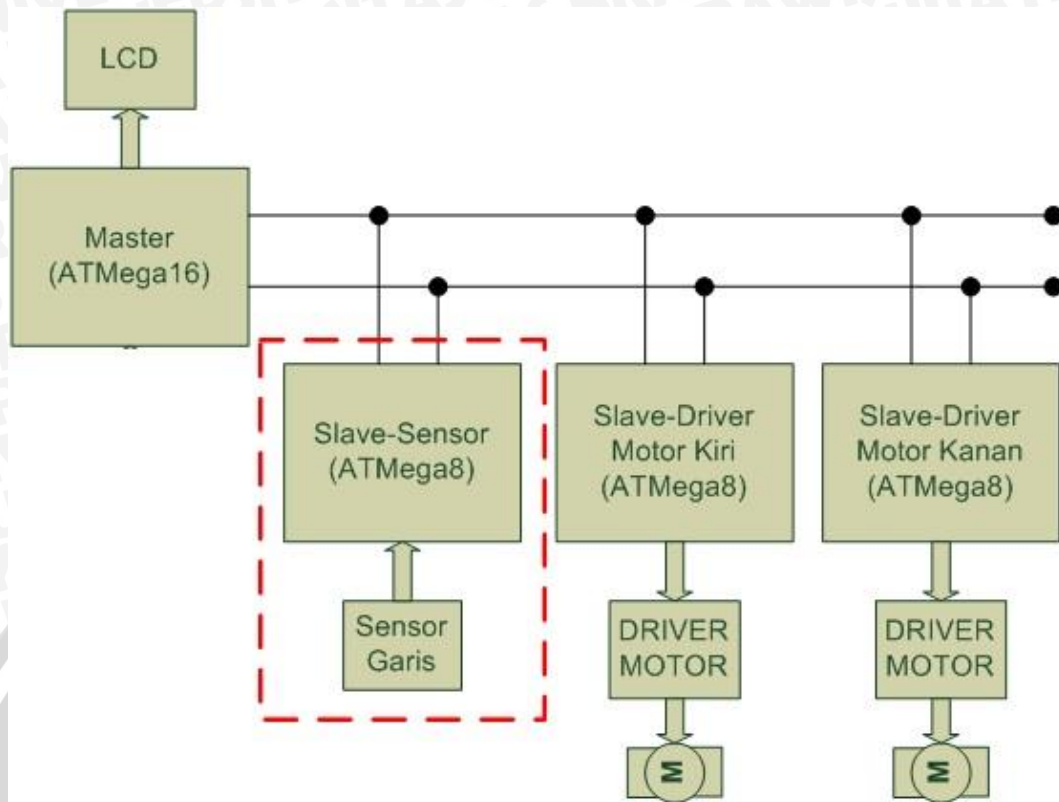 LCD
Master
(ATMega16)
Slave-Sensor
(ATMega8)
Slave-Driver
Motor Kiri
(ATMega8)
Slave-Driver
Motor Kanan
(ATMega8)
Sensor
Garis
DRIVER
MOTOR
DRIVER
MOTOR
M
M